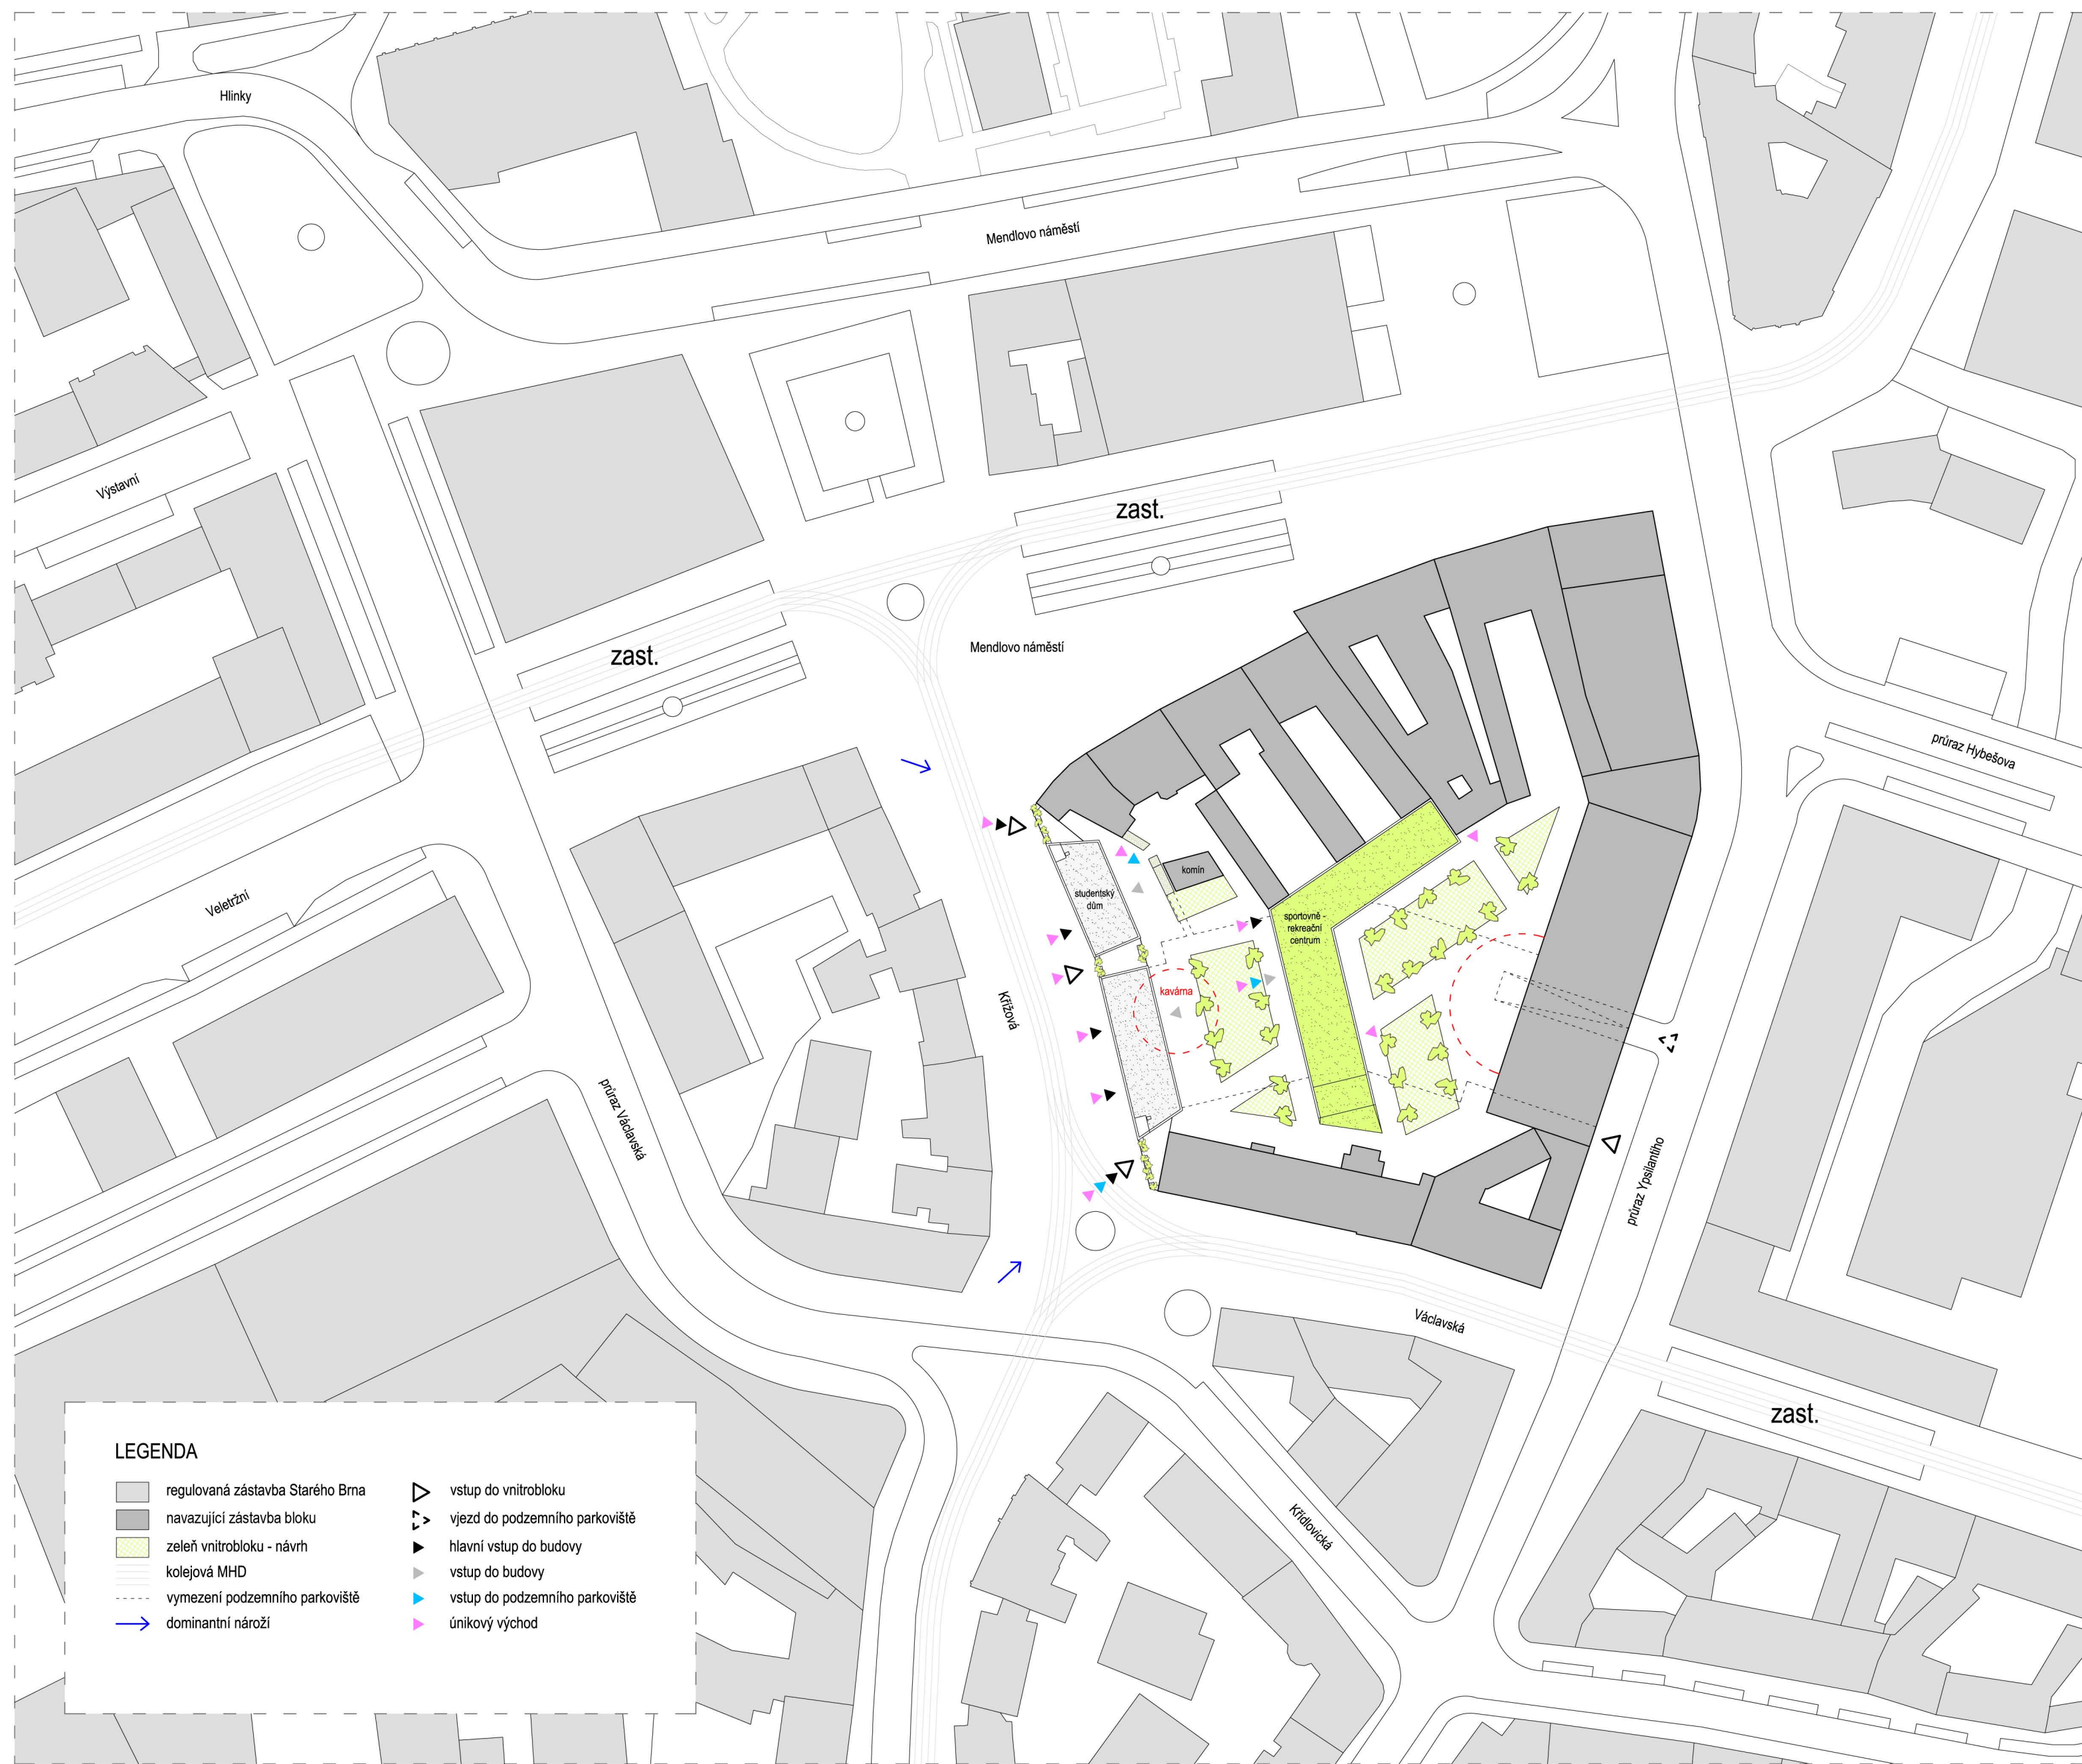 Hlinky
Mendlovo náměstí
Výstavní
zast.
zast.
Mendlovo náměstí
průraz Hybešova
studentský
dům
komín
sportovně -
rekreační
centrum
kavárna
Veletržní
Křížová
průraz Václavská
průraz Ypsilantiho
Václavská
zast.
Křídlovická
LEGENDA
regulovaná zástavba Starého Brna
navazující zástavba bloku
zeleň vnitrobloku - návrh
kolejová MHD
vymezení podzemního parkoviště
dominantní nároží
vstup do vnitrobloku
vjezd do podzemního parkoviště
hlavní vstup do budovy
vstup do budovy
vstup do podzemního parkoviště
únikový východ